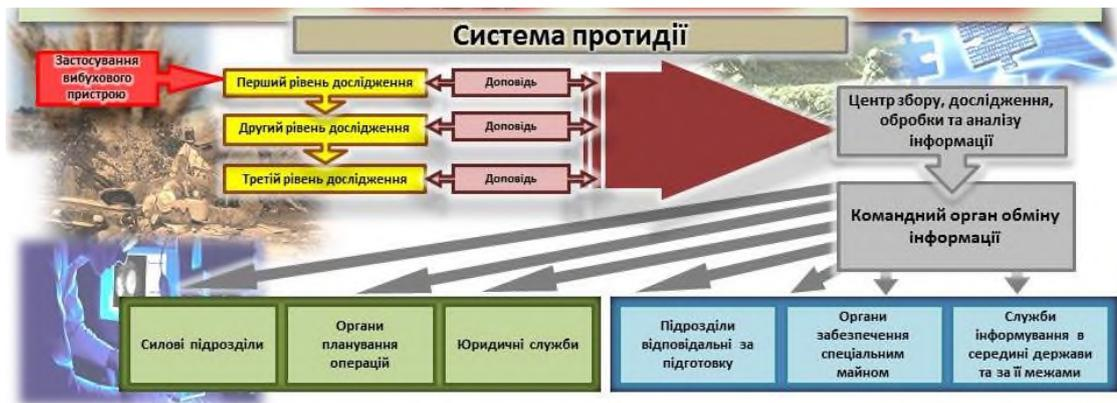 Система протидії
Застосування
вибухового
пристрою
Перший рівень дослідження
Доповідь
Другий рівень дослідження
Доповідь
Третій рівень дослідження
Доповідь
Центр збору, дослідження,
обробки та аналізу
інформації
Командний орган обміну
інформації
Силові підрозділи
Органи
планування
операцій
Юридичні служби
Підрозділи
відповідальні за
підготовку
Органи
забезпечення
спеціальним
майном
Служби
інформування в
середині держави
та за її межами